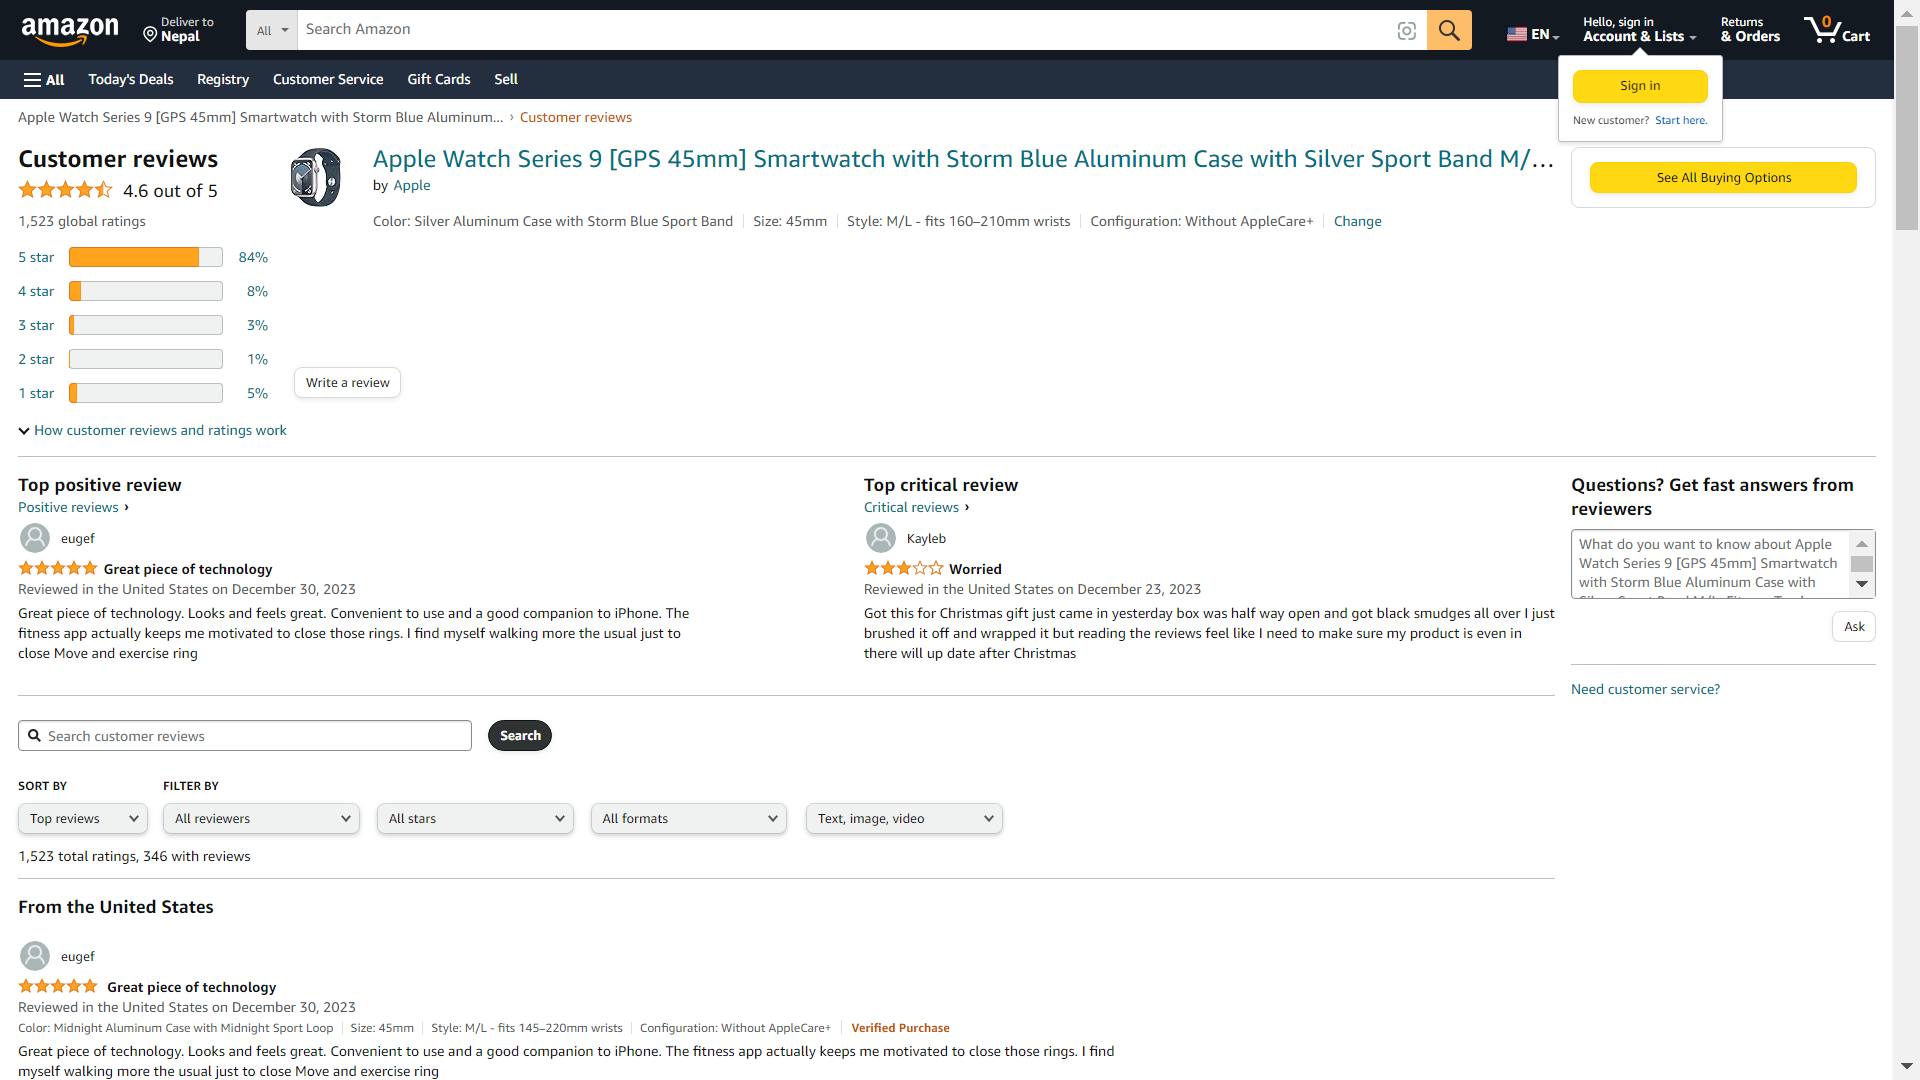 amazon
Deliver to
Nepal
All
Search Amazon
EN
Hello, sign in
Account & Lists
Returns
& Orders
0
Cart
All
Today's Deals
Registry
Customer Service
Gift Cards
Sell
Sign in
New customer? Start here.
Apple Watch Series 9 [GPS 45mm] Smartwatch with Storm Blue Aluminum... › Customer reviews
Customer reviews
4.6 out of 5
1,523 global ratings
5 star 84%
4 star 8%
3 star 3%
2 star 1%
1 star 5%
How customer reviews and ratings work
Apple Watch Series 9 [GPS 45mm] Smartwatch with Storm Blue Aluminum Case with Silver Sport Band M/...
by Apple
Color: Silver Aluminum Case with Storm Blue Sport Band
Size: 45mm
Style: M/L - fits 160–210mm wrists
Configuration: Without AppleCare+
Change
Write a review
See All Buying Options
Top positive review
Positive reviews ›
eugef
Great piece of technology
Reviewed in the United States on December 30, 2023
Great piece of technology. Looks and feels great. Convenient to use and a good companion to iPhone. The
fitness app actually keeps me motivated to close those rings. I find myself walking more the usual just to
close Move and exercise ring
Top critical review
Critical reviews ›
Kayleb
Worried
Reviewed in the United States on December 23, 2023
Got this for Christmas gift just came in yesterday box was half way open and got black smudges all over I just
brushed it off and wrapped it but reading the reviews feel like I need to make sure my product is even in
there will up date after Christmas
Questions? Get fast answers from
reviewers
What do you want to know about Apple
Watch Series 9 [GPS 45mm] Smartwatch
with Storm Blue Aluminum Case with
Ask
Need customer service?
Search customer reviews
Search
SORT BY
FILTER BY
Top reviews
All reviewers
All stars
All formats
Text, image, video
1,523 total ratings, 346 with reviews
From the United States
eugef
Great piece of technology
Reviewed in the United States on December 30, 2023
Color: Midnight Aluminum Case with Midnight Sport Loop
Size: 45mm
Style: M/L - fits 145–220mm wrists
Configuration: Without AppleCare+
Verified Purchase
Great piece of technology. Looks and feels great. Convenient to use and a good companion to iPhone. The fitness app actually keeps me motivated to close those rings. I find
myself walking more the usual just to close Move and exercise ring